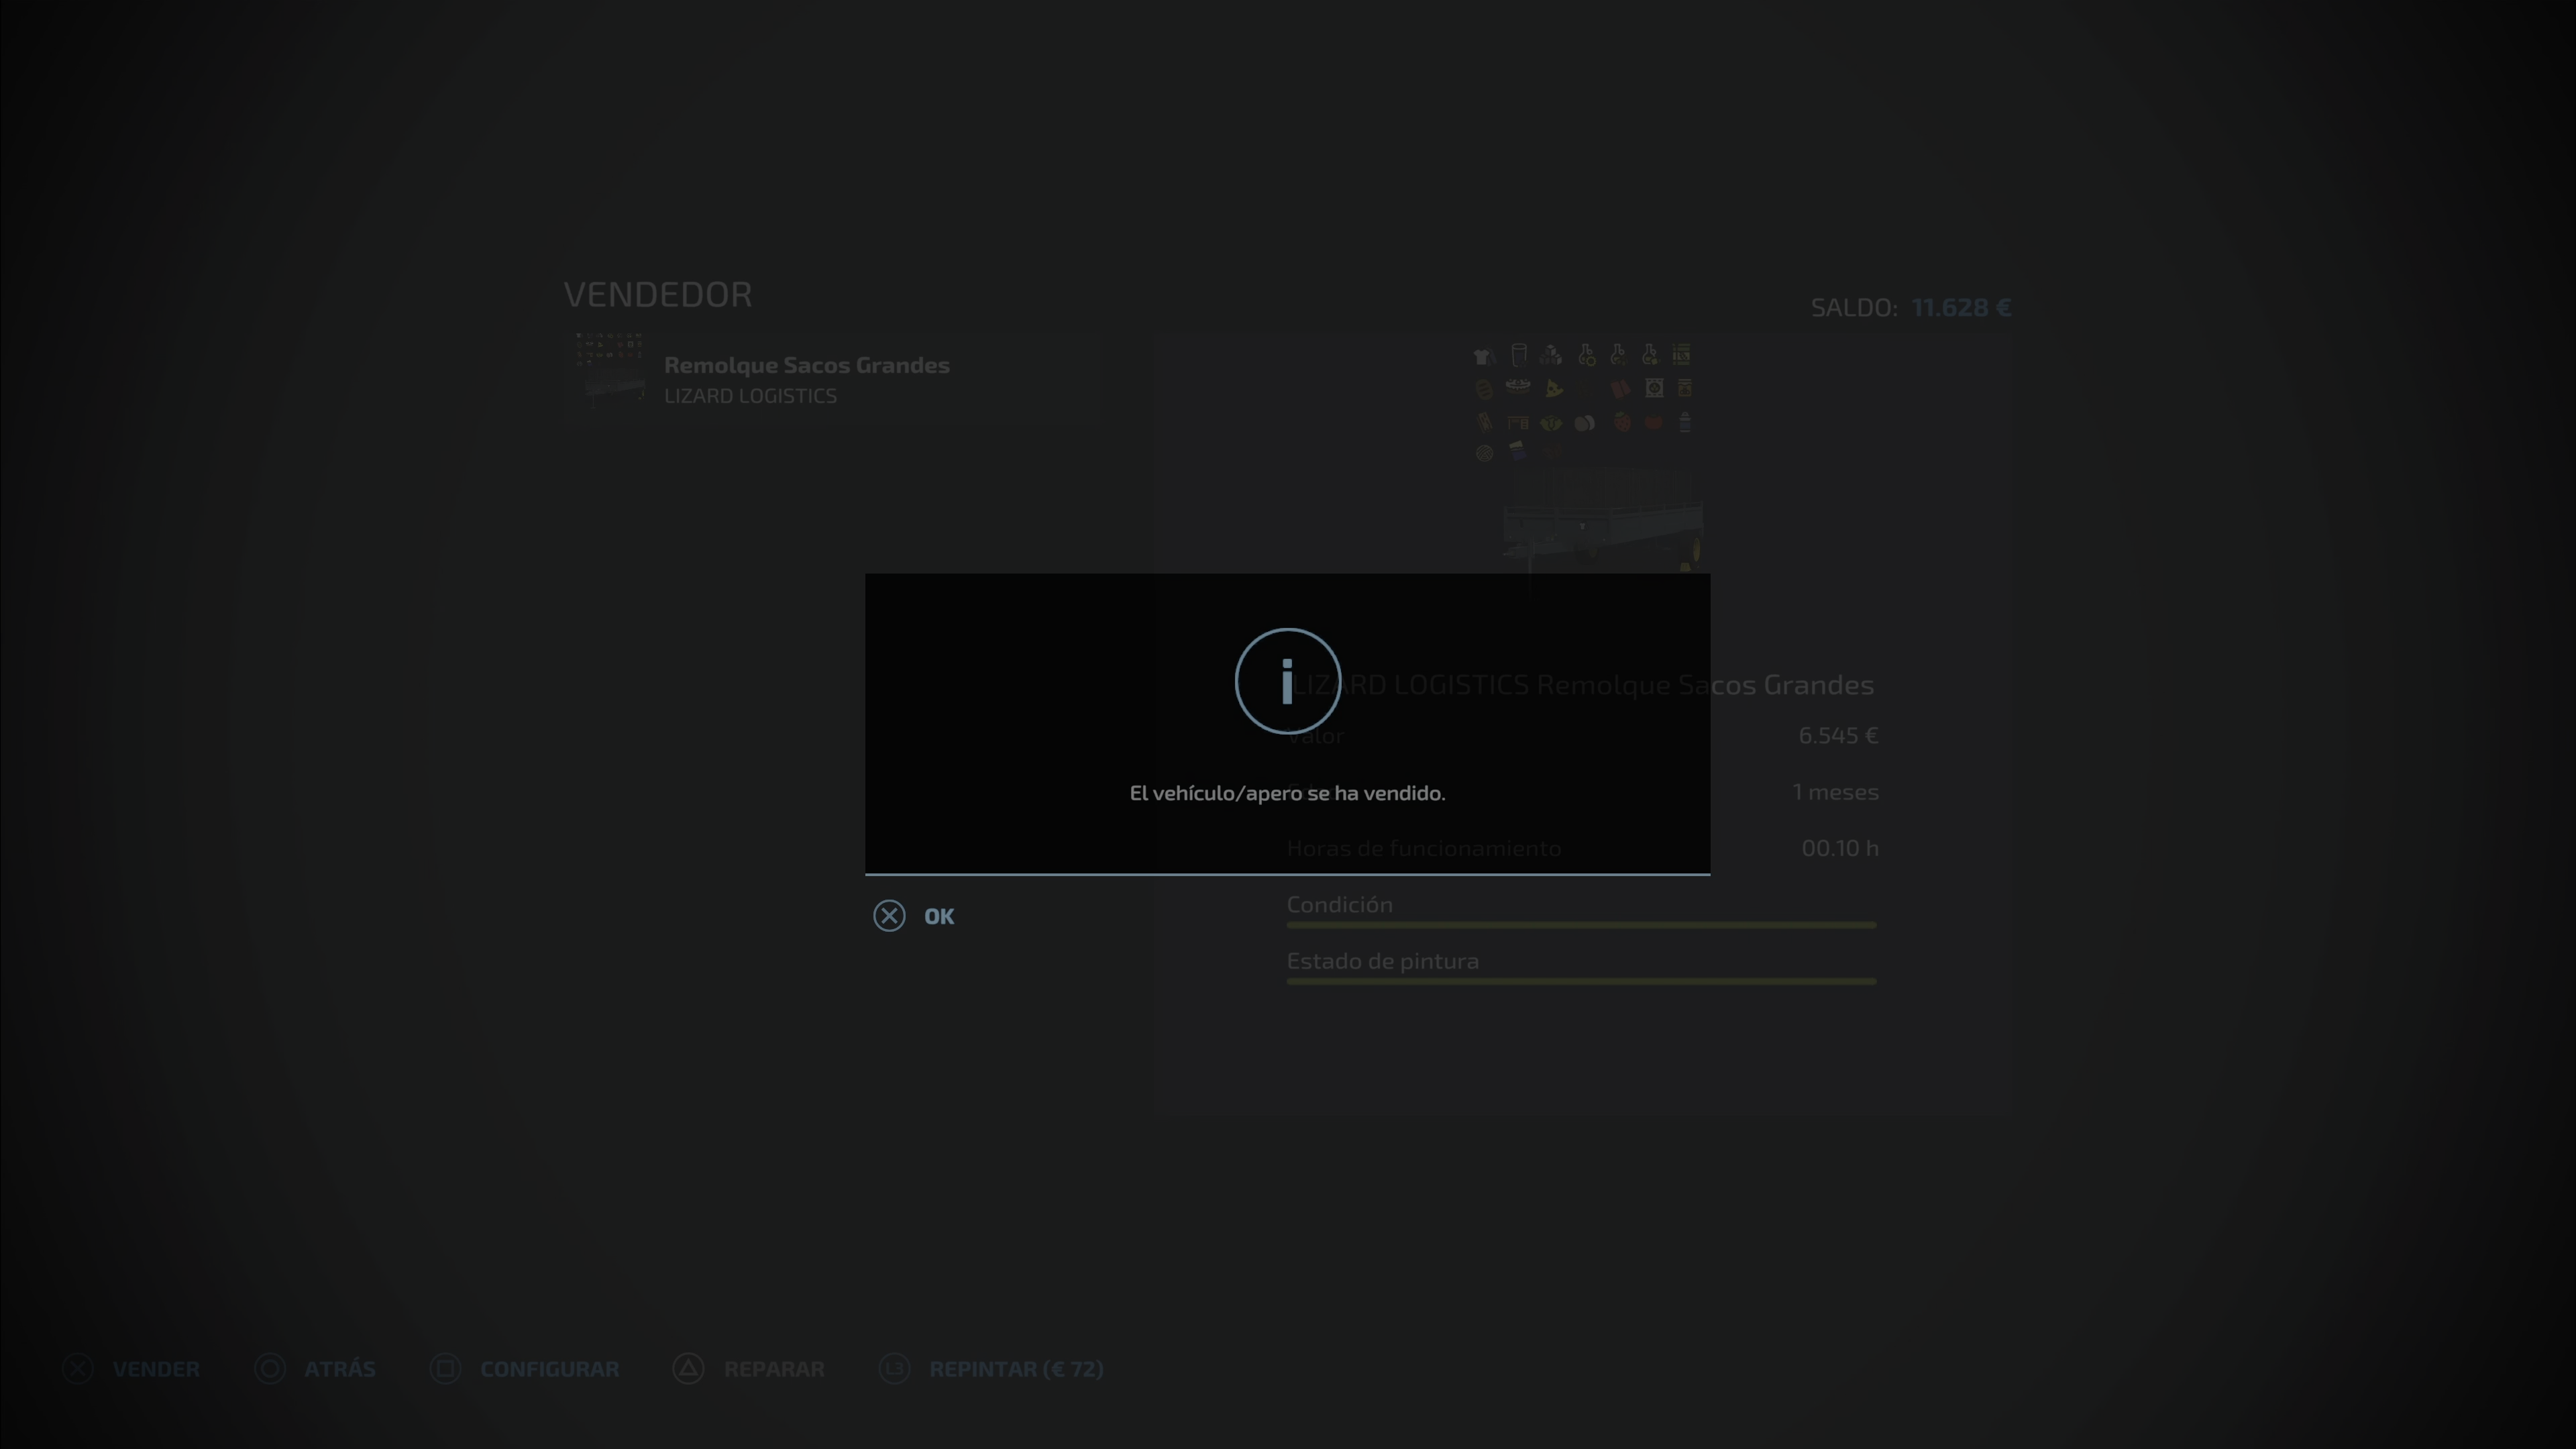 VENDEDOR
SALDO: 11.628 €
Remolque Sacos Grandes
LIZARD LOGISTICS
LIZARD LOGISTICS Remolque Sacos Grandes
Valor 6.545 €
El vehículo/apero se ha vendido.
1 meses
Horas de funcionamiento 00.10 h
Condición
OK
Estado de pintura
VENDER ATRÁS CONFIGURAR REPARAR L3 REPINTAR (€ 72)